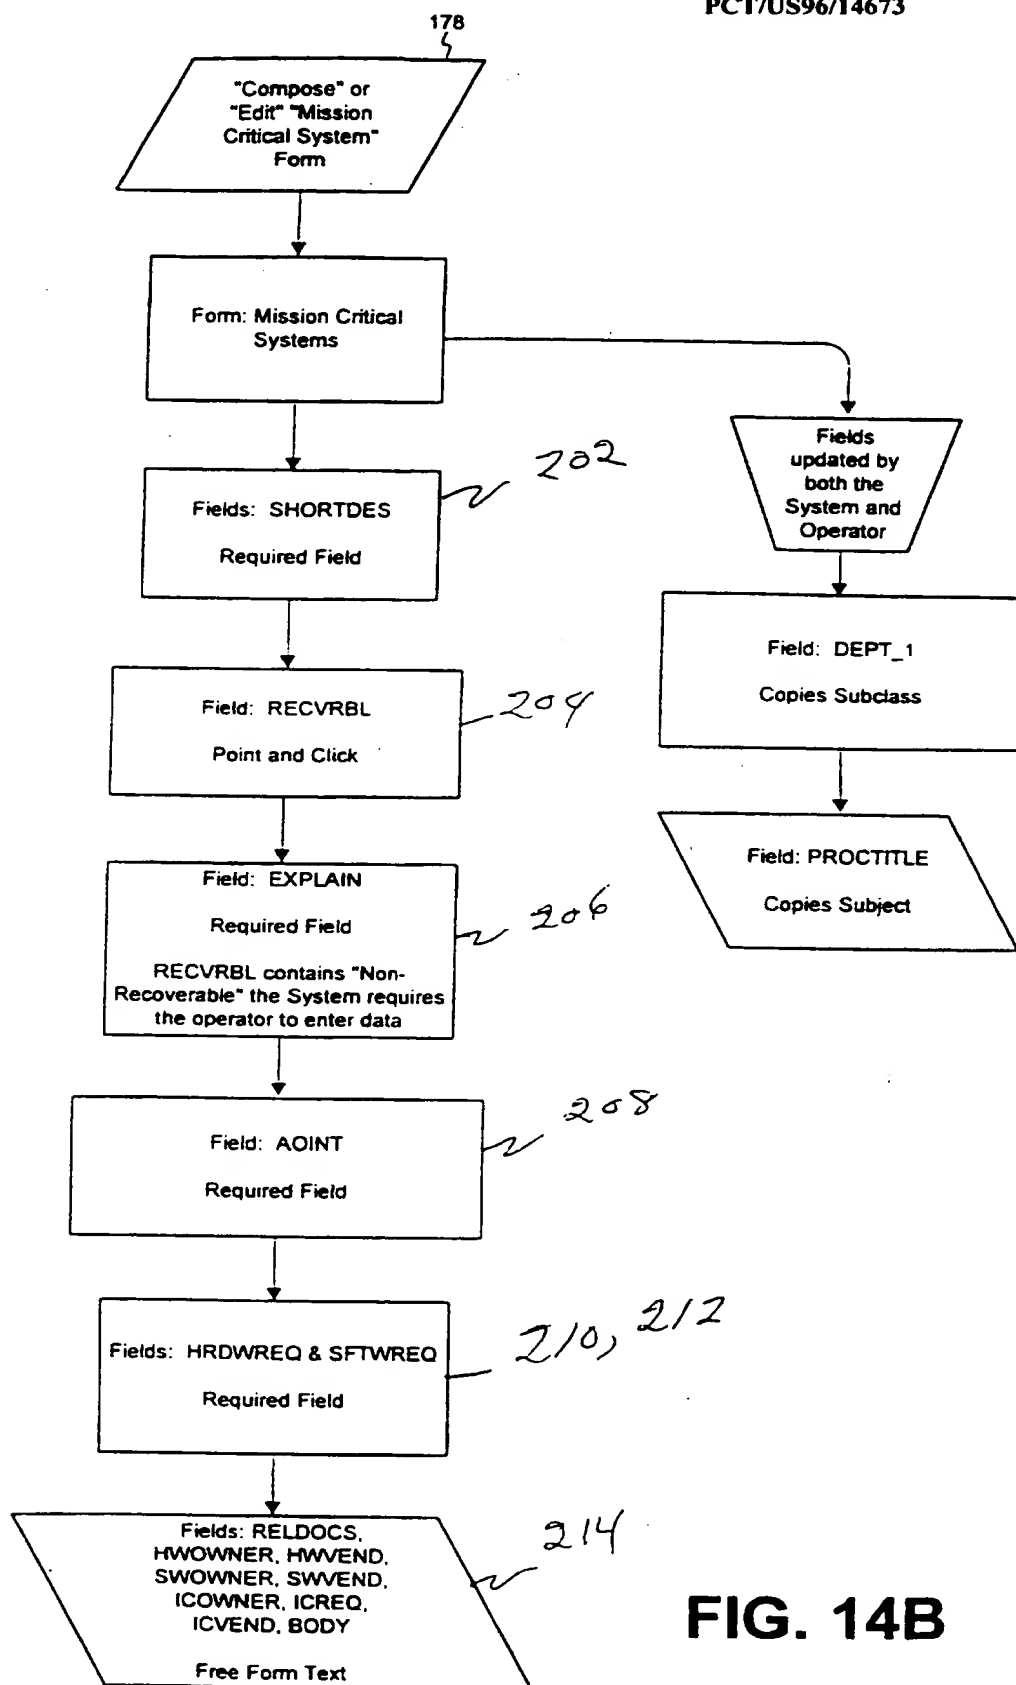 PCT/US96/14673
178
"Compose" or
"Edit" "Mission
Critical System"
Form
Form: Mission Critical
Systems
Fields: SHORTDES
Required Field
202
Field: RECVRBL
Point and Click
204
Field: EXPLAIN
Required Field
RECVRBL contains "Non-
Recoverable" the System requires
the operator to enter data
206
Field: AOINT
Required Field
208
Fields: HRDWREQ & SFTWREQ
Required Field
210, 212
Fields: RELDOCS,
HWOWNER, HWVEND,
SWOWNER, SWVEND,
ICOWNER, ICREQ,
ICVEND, BODY
Free Form Text
214
Fields
updated by
both the
System and
Operator
Field: DEPT_1
Copies Subclass
Field: PROCTITLE
Copies Subject
FIG. 14B